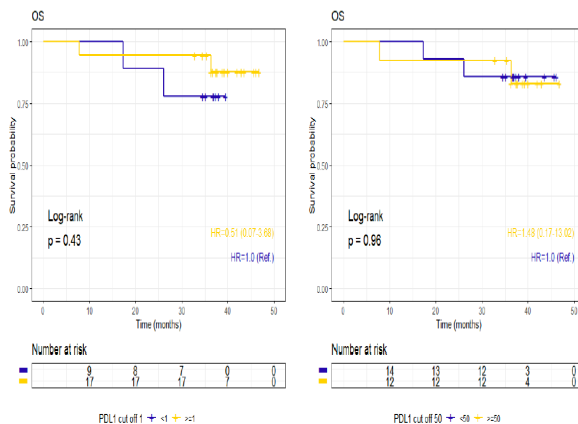 OS
Survival probability
1.00
0.75
0.50
0.25
0.00
Log-rank
p = 0.43
HR=0.51 (0.07-3.68)
HR=1.0 (Ref.)
0 10 20 30 40 50
Time (months)
Number at risk
9 8 7 0 0
17 17 17 7 0
PDL1 cut off 1 <1 >=1
OS
Survival probability
1.00
0.75
0.50
0.25
0.00
Log-rank
p = 0.96
HR=1.48 (0.17-13.02)
HR=1.0 (Ref.)
0 10 20 30 40 50
Time (months)
Number at risk
14 13 12 3 0
12 12 12 4 0
PDL1 cut off 50 <50 >=50